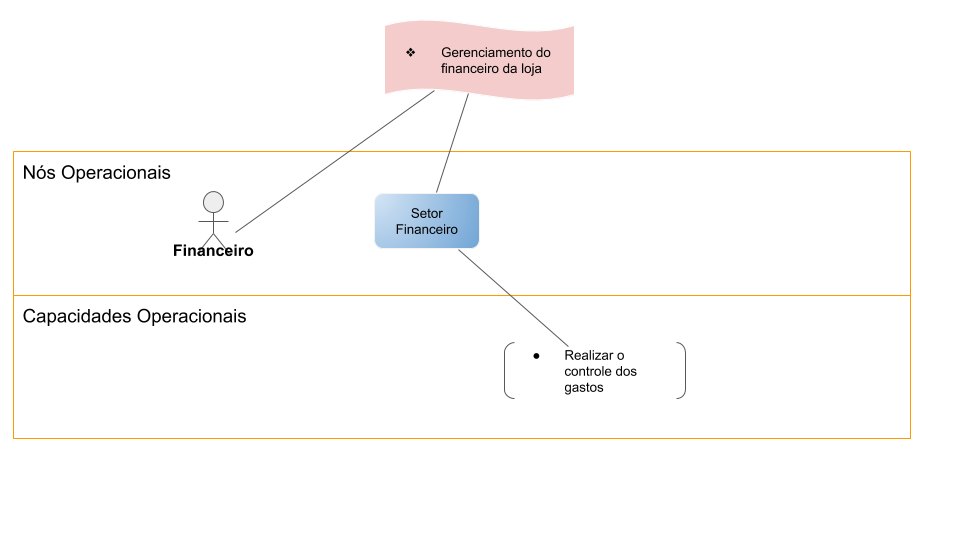 ❖ Gerenciamento do
financeiro da loja
Nós Operacionais
Financeiro
Setor
Financeiro
Capacidades Operacionais
● Realizar o
controle dos
gastos